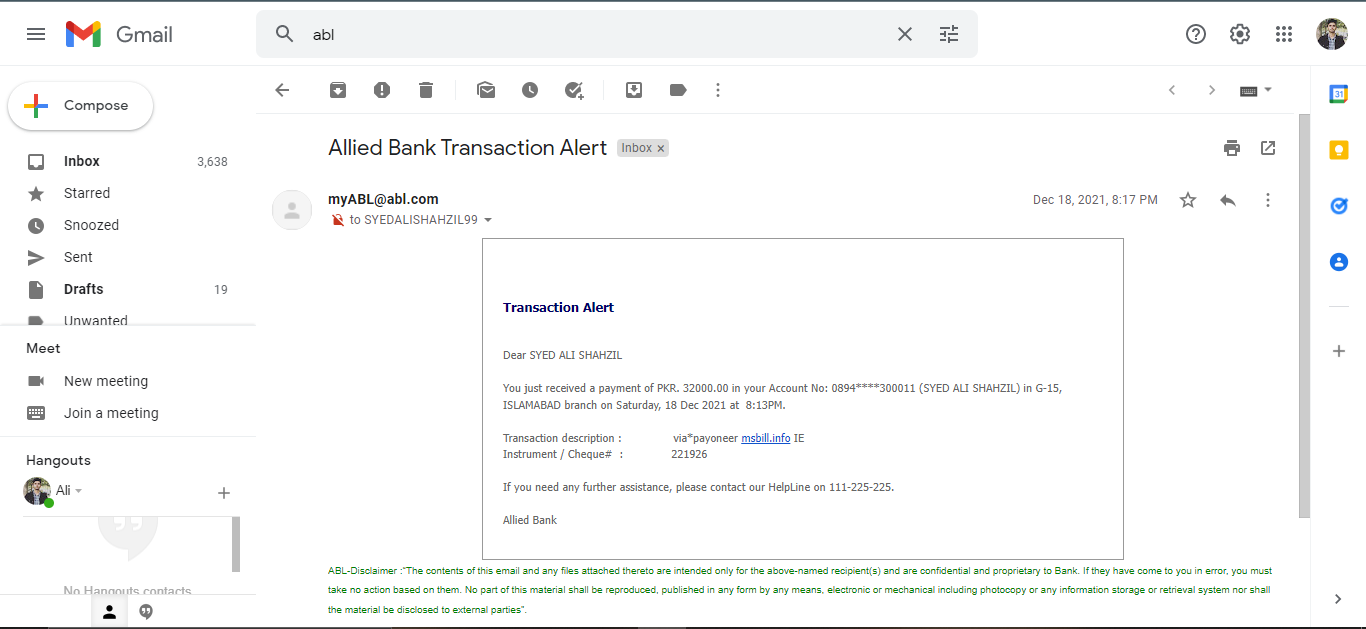 Gmail
abl
Compose
Inbox 3,638
Starred
Snoozed
Sent
Drafts 19
Unwanted
Meet
New meeting
Join a meeting
Hangouts
Ali
No Hangouts contacts
31
Allied Bank Transaction Alert Inbox x
myABL@abl.com Dec 18, 2021, 8:17 PM
to SYEDALISHAHZIL99
Transaction Alert
Dear SYED ALI SHAHZIL
You just received a payment of PKR. 32000.00 in your Account No: 0894****300011 (SYED ALI SHAHZIL) in G-15,
ISLAMABAD branch on Saturday, 18 Dec 2021 at 8:13PM.
Transaction description : via*payoneer msbill.info IE
Instrument / Cheque# : 221926
If you need any further assistance, please contact our HelpLine on 111-225-225.
Allied Bank
ABL-Disclaimer :"The contents of this email and any files attached thereto are intended only for the above-named recipient(s) and are confidential and proprietary to Bank. If they have come to you in error, you must
take no action based on them. No part of this material shall be reproduced, published in any form by any means, electronic or mechanical including photocopy or any information storage or retrieval system nor shall
the material be disclosed to external parties".